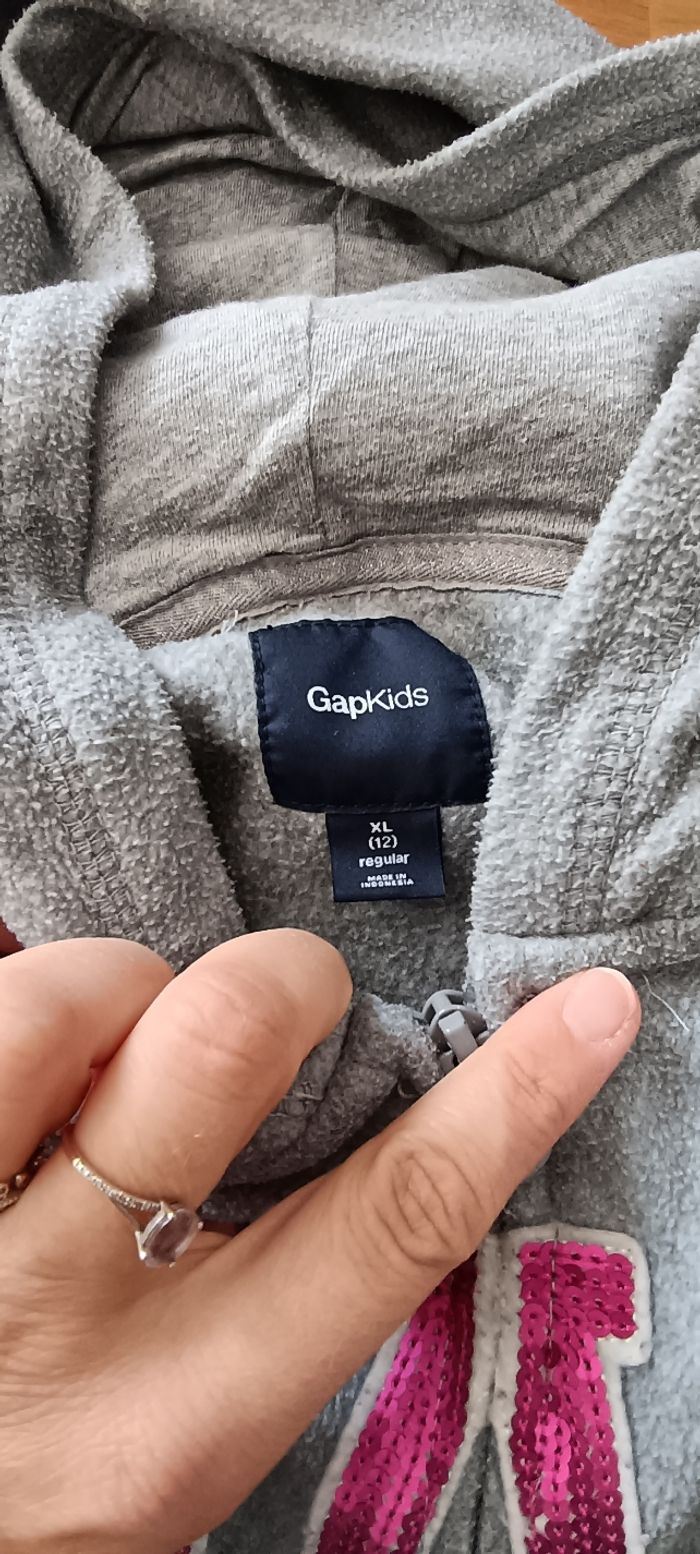 GapKids
XL
(12)
regular
MADE IN
INDONESIA